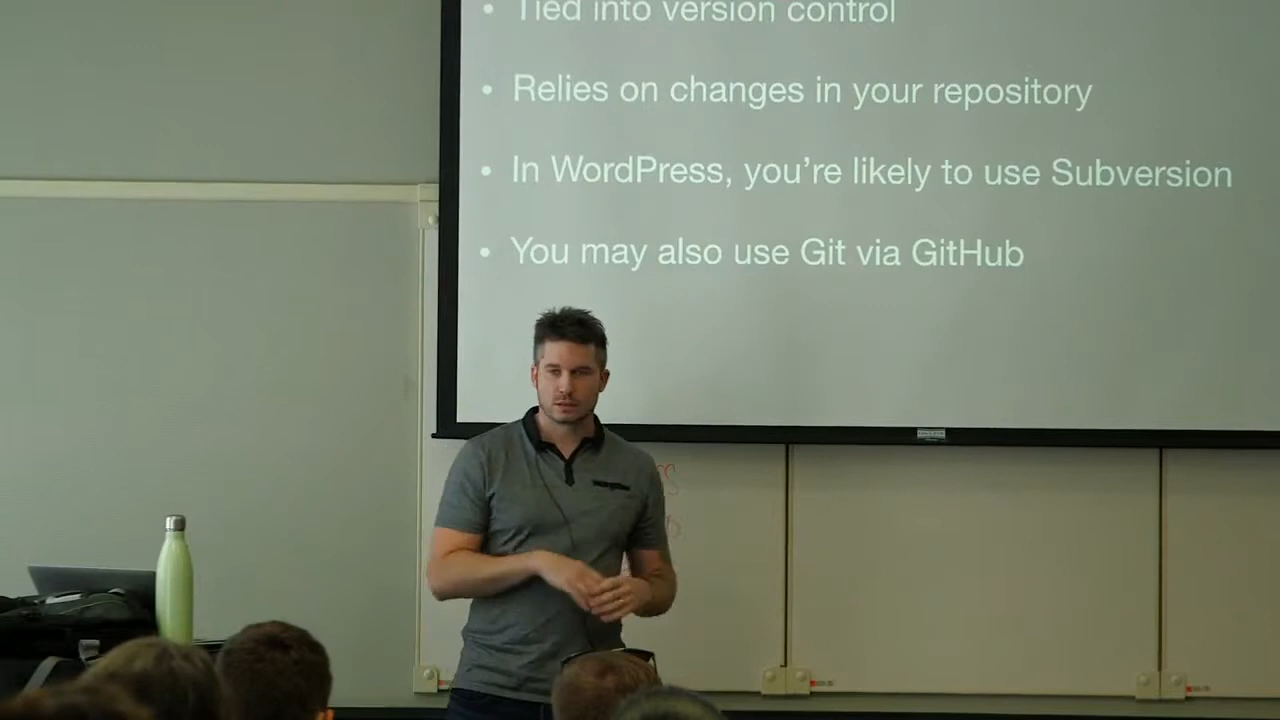 • Tied into version control
• Relies on changes in your repository
• In WordPress, you're likely to use Subversion
• You may also use Git via GitHub